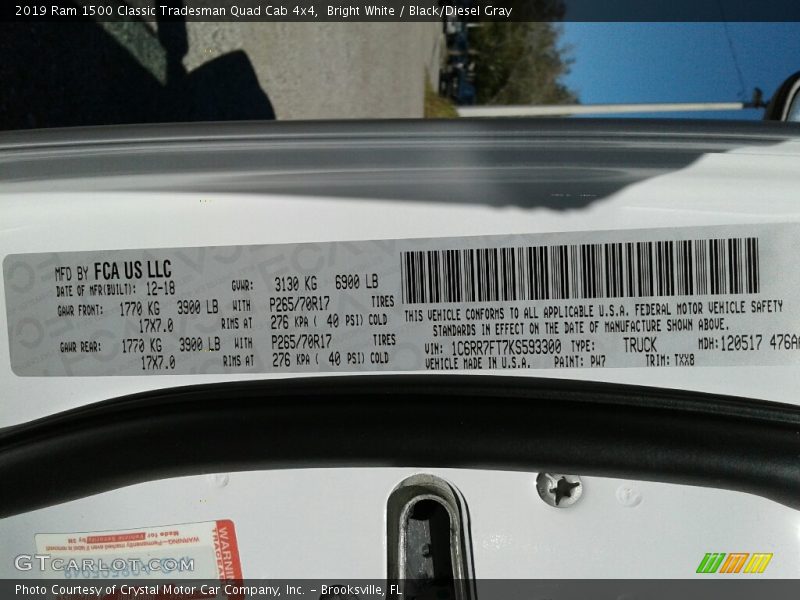 2019 Ram 1500 Classic Tradesman Quad Cab 4x4, Bright White / Black/Diesel Gray
MFD BY FCA US LLC
DATE OF MFR(BUILT): 12-18 GVWR: 3130 KG 6900 LB
GAWR FRONT: 1770 KG 3900 LB WITH P265/70R17 TIRES
17X7.0 RIMS AT 276 KPA ( 40 PSI) COLD
GAWR REAR: 1770 KG 3900 LB WITH P265/70R17 TIRES
17X7.0 RIMS AT 276 KPA ( 40 PSI) COLD
THIS VEHICLE CONFORMS TO ALL APPLICABLE U.S.A. FEDERAL MOTOR VEHICLE SAFETY
STANDARDS IN EFFECT ON THE DATE OF MANUFACTURE SHOWN ABOVE.
VIN: 1C6RR7FT7KS593300 TYPE: TRUCK MDH:120517 476A
VEHICLE MADE IN U.S.A. PAINT: PW7 TRIM: TXX8
WARNING
GTCARLOT.COM
Photo Courtesy of Crystal Motor Car Company, Inc. – Brooksville, FL